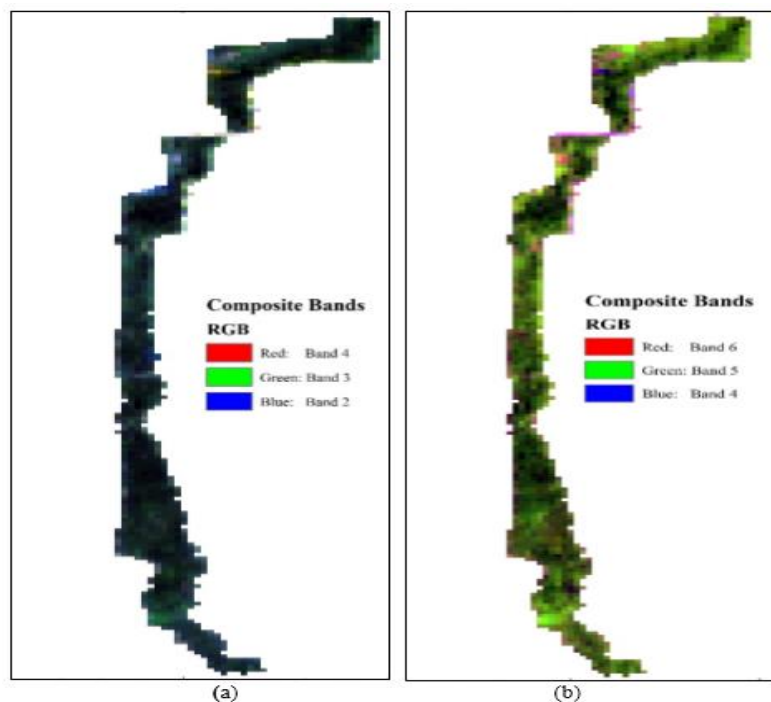 Composite Bands
RGB
Red: Band 4
Green: Band 3
Blue: Band 2
Composite Bands
RGB
Red: Band 6
Green: Band 5
Blue: Band 4
(a)
(b)